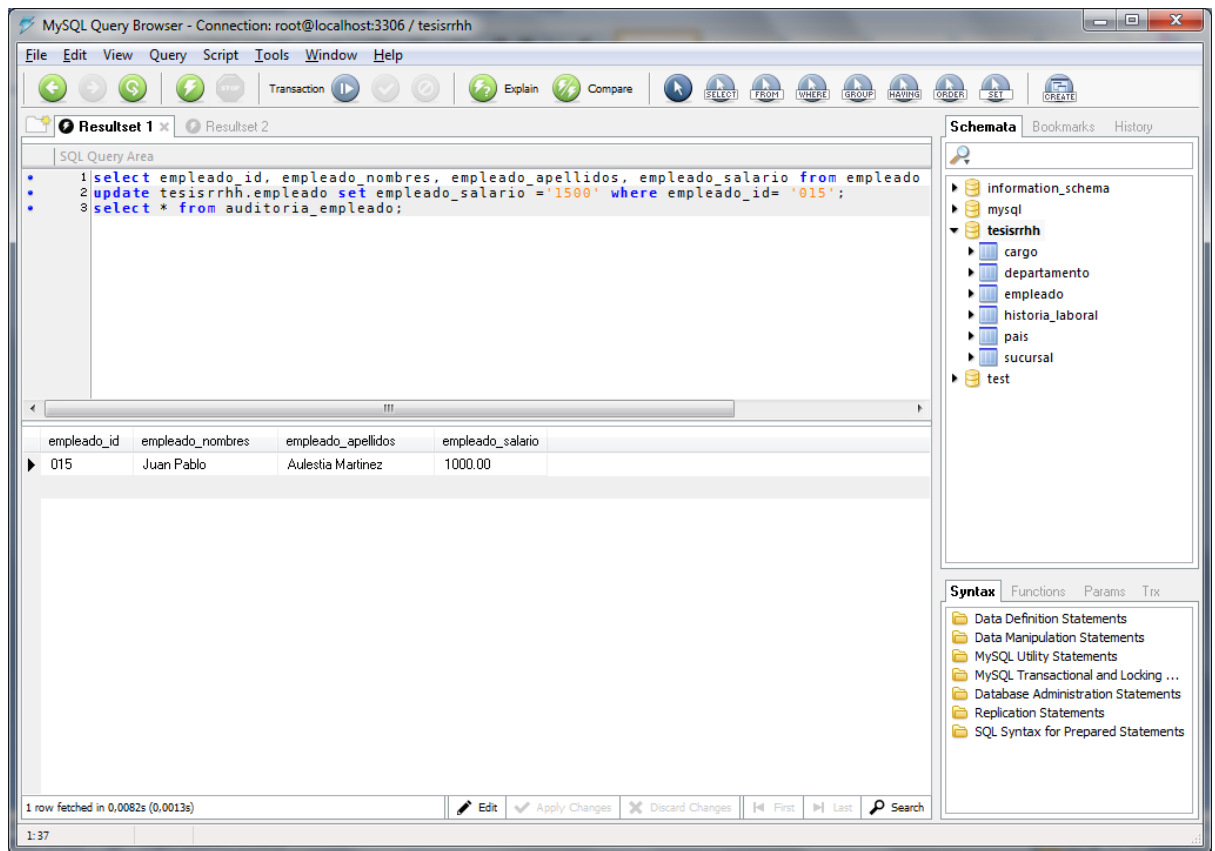 MySQL Query Browser - Connection: root@localhost:3306 / tesisrrhh
File Edit View Query Script Tools Window Help
STOP Transaction Explain Compare SELECT FROM WHERE GROUP HAVING ORDER SET CREATE
Resultset 1 Resultset 2
SQL Query Area
1 select empleado_id, empleado_nombres, empleado_apellidos, empleado_salario from empleado
2 update tesisrrhh.empleado set empleado_salario ='1500' where empleado_id= '015';
3 select * from auditoria_empleado;
empleado_id empleado_nombres empleado_apellidos empleado_salario
015 Juan Pablo Aulestia Martinez 1000.00
1 row fetched in 0,0082s (0,0013s)
Edit Apply Changes Discard Changes First Last Search
1: 37
Schemata Bookmarks History
information_schema
mysql
tesisrrhh
cargo
departamento
empleado
historia_laboral
pais
sucursal
test
Syntax Functions Params Trx
Data Definition Statements
Data Manipulation Statements
MySQL Utility Statements
MySQL Transactional and Locking ...
Database Administration Statements
Replication Statements
SQL Syntax for Prepared Statements